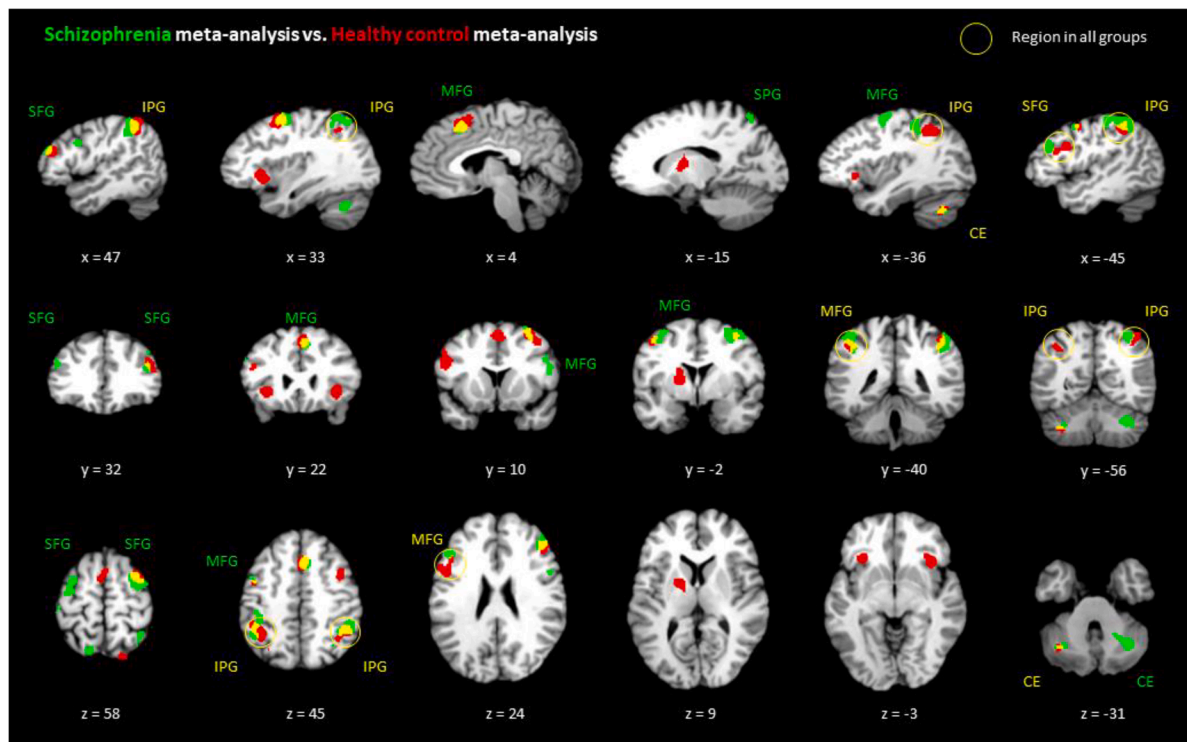 Schizophrenia meta-analysis vs. Healthy control meta-analysis
Region in all groups
SFG IPG IPG MFG SPG MFG IPG SFG IPG
CE
x = 47 x = 33 x = 4 x = -15 x = -36 x = -45
SFG SFG MFG MFG MFG IPG IPG
MFG
y = 32 y = 22 y = 10 y = -2 y = -40 y = -56
SFG SFG MFG MFG
IPG IPG CE CE
z = 58 z = 45 z = 24 z = 9 z = -3 z = -31